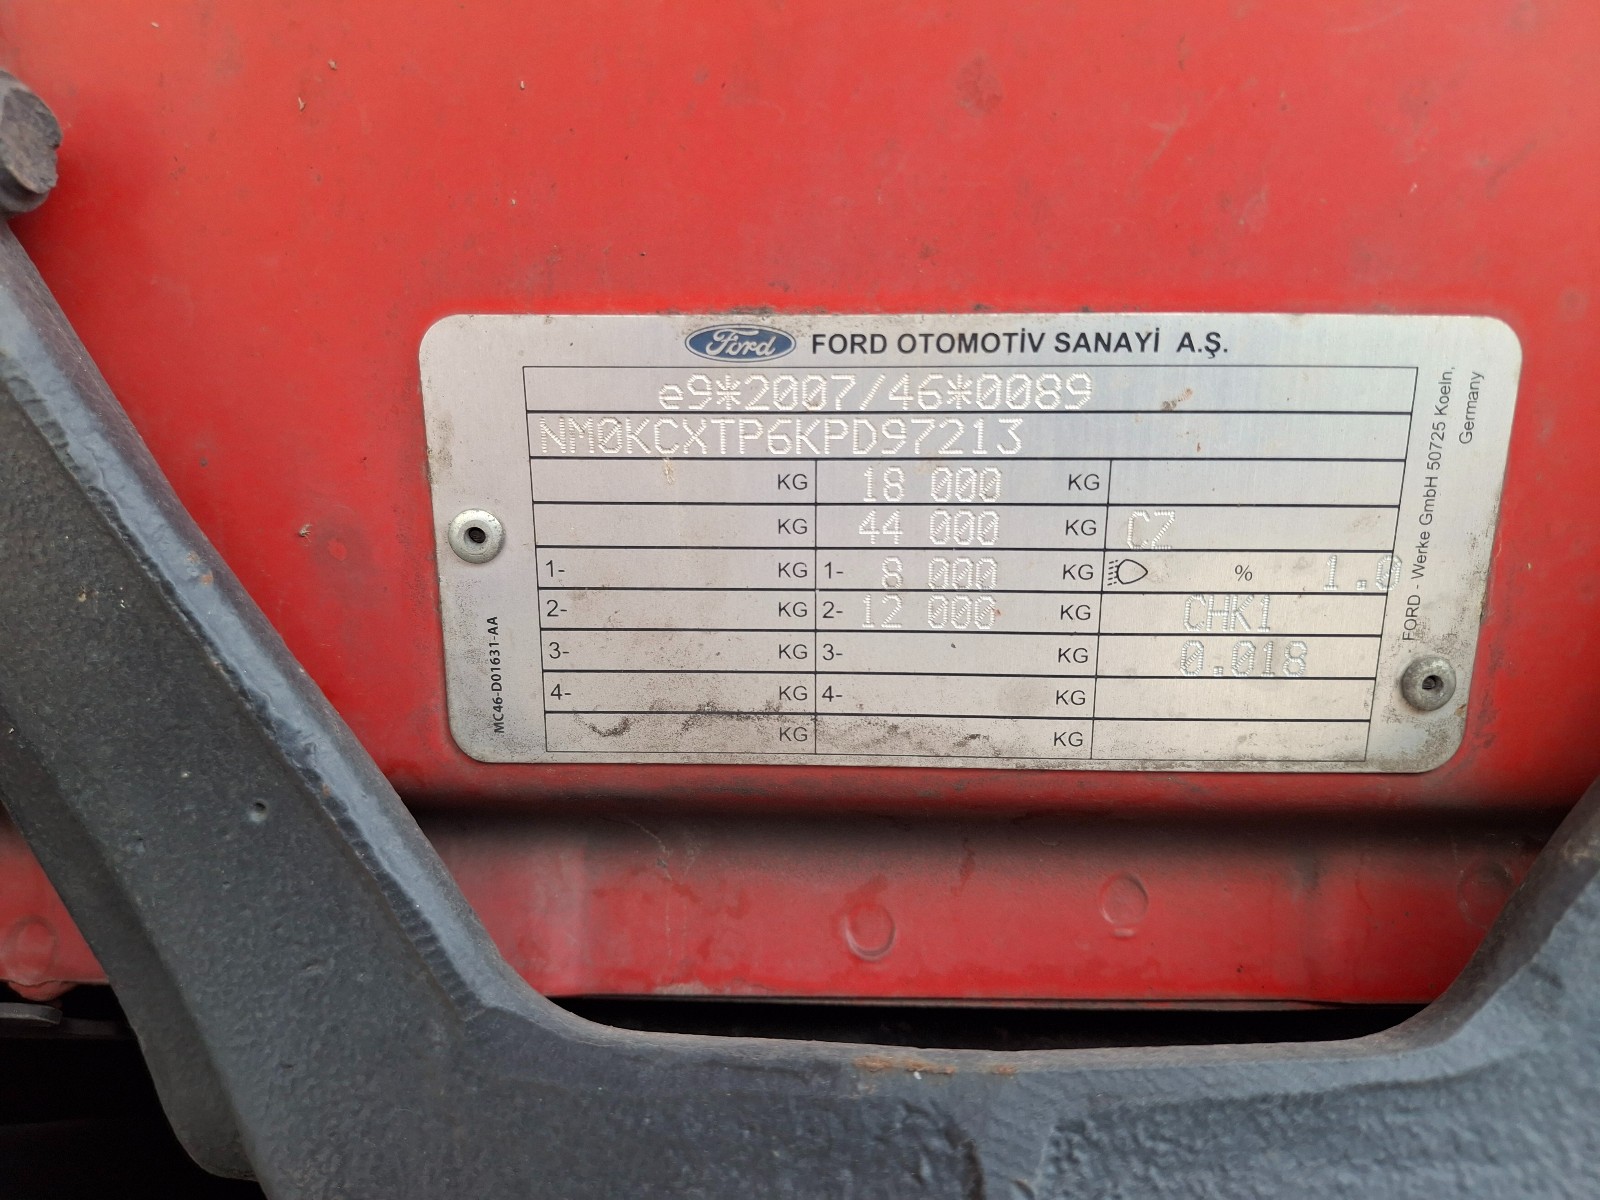 Ford FORD OTOMOTİV SANAYİ A.Ş.
e9*2007/46*0089
NM0KCXTP6KPD97213
KG 18 000 KG
KG 44 000 KG CZ
1- KG 1- 8 000 KG % 1.0
2- KG 2- 12 000 KG CHK1
3- KG 3- KG 0.018
4- KG 4- KG
KG KG
MC46-D01631-AA
FORD - Werke GmbH 50725 Koeln,
Germany